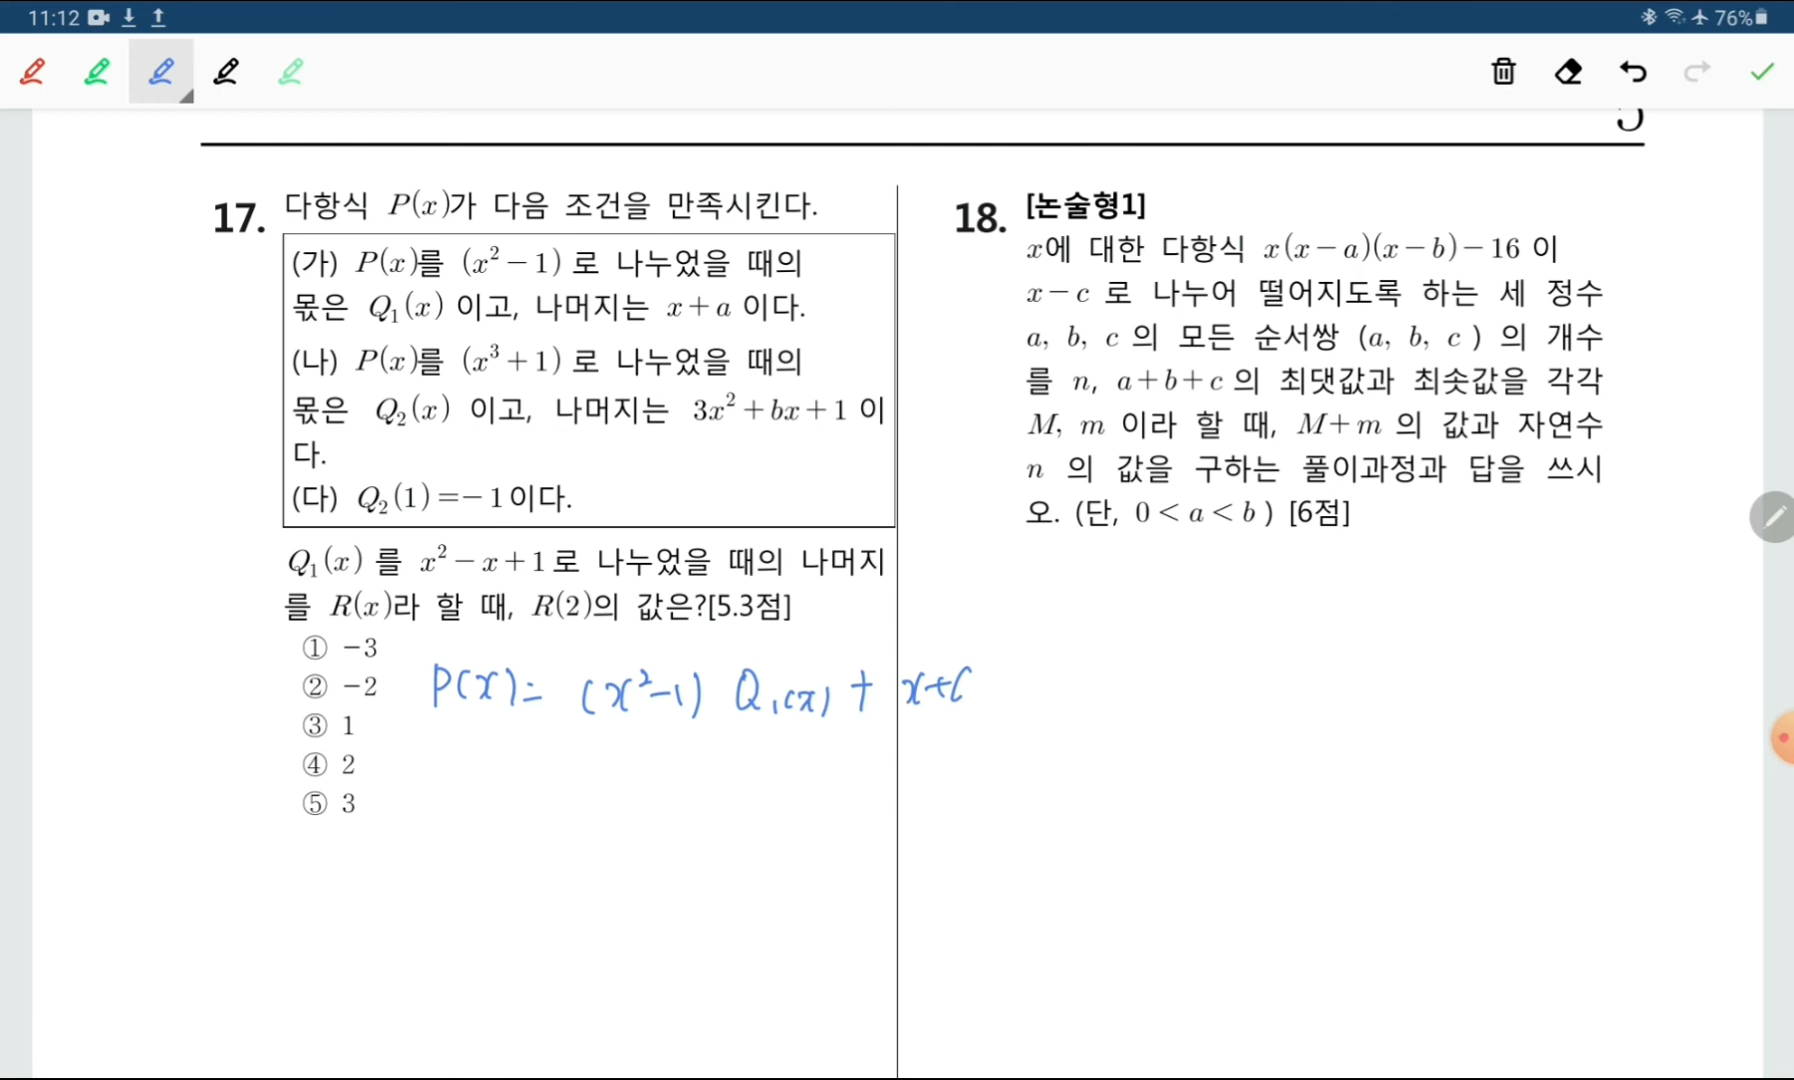 11:12
76%
5
17. 다항식 P(x)가 다음 조건을 만족시킨다.
(가) P(x)를 (x²-1) 로 나누었을 때의
몫은 Q₁(x) 이고, 나머지는 x+a 이다.
(나) P(x)를 (x³+1) 로 나누었을 때의
몫은 Q₂(x) 이고, 나머지는 3x²+bx+1 이
다.
(다) Q₂(1)=-1이다.
Q₁(x) 를 x²-x+1로 나누었을 때의 나머지
를 R(x)라 할 때, R(2)의 값은?[5.3점]
① -3
② -2
③ 1
④ 2
⑤ 3
P(x)= (x²-1) Q₁(x) + x+
18. [논술형1]
x에 대한 다항식 x(x-a)(x-b)-16 이
x-c 로 나누어 떨어지도록 하는 세 정수
a, b, c 의 모든 순서쌍 (a, b, c ) 의 개수
를 n, a+b+c 의 최댓값과 최솟값을 각각
M, m 이라 할 때, M+m 의 값과 자연수
n 의 값을 구하는 풀이과정과 답을 쓰시
오. (단, 0<a<b ) [6점]